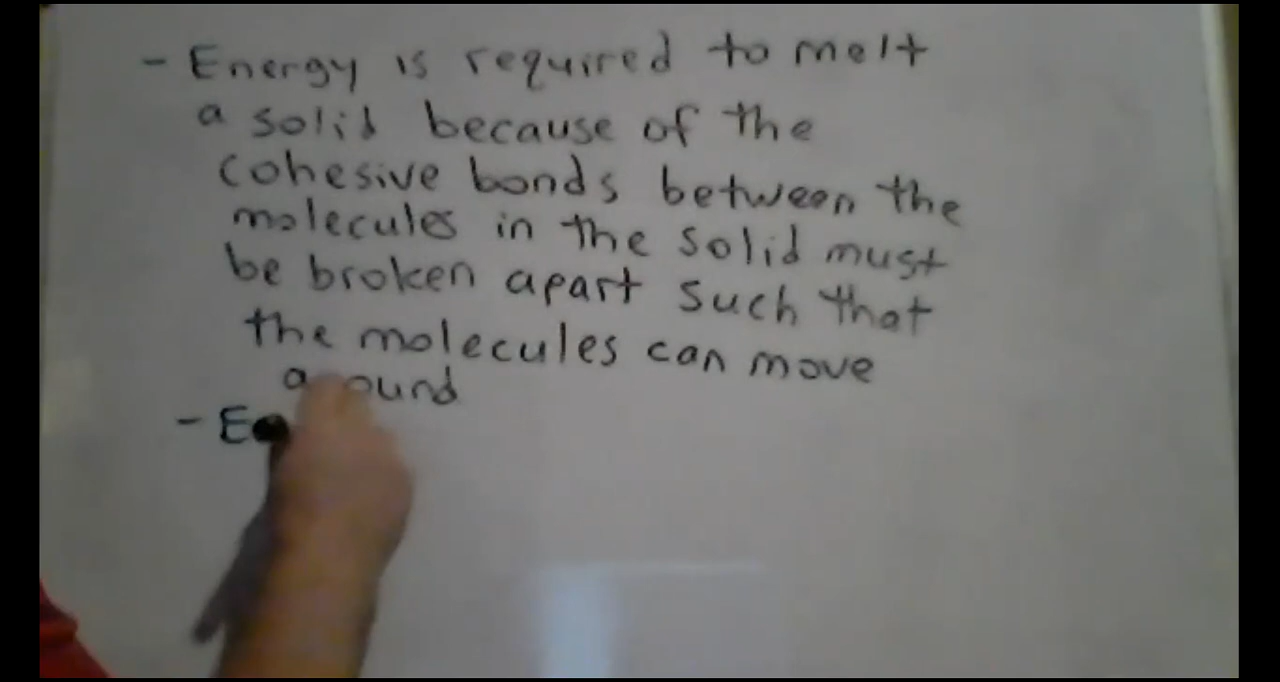 - Energy is required to melt
a solid because of the
cohesive bonds between the
molecules in the solid must
be broken apart such that
the molecules can move
around
- E